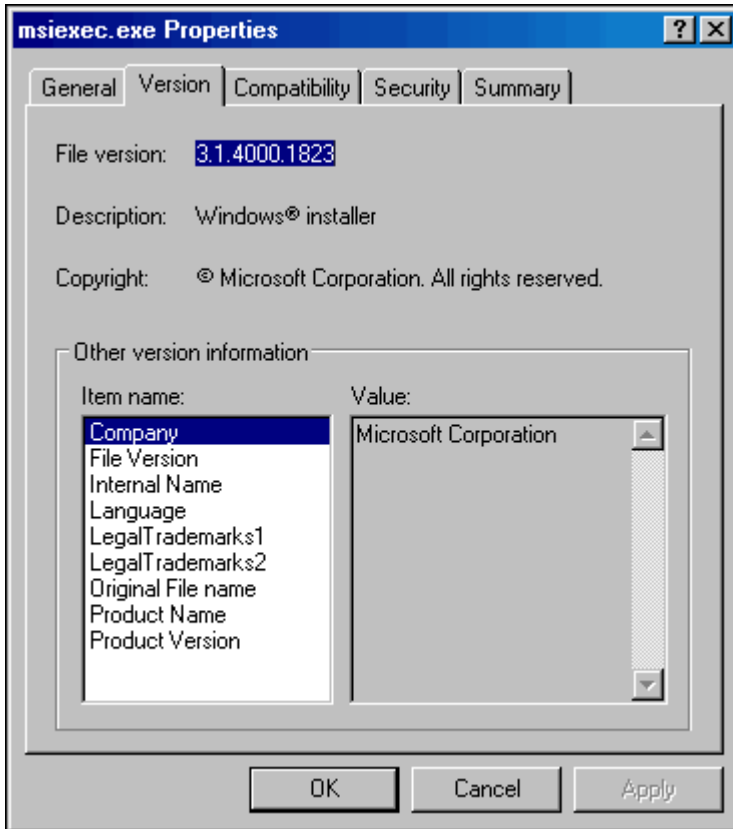 msiexec.exe Properties
General Version Compatibility Security Summary
File version: 3.1.4000.1823
Description: Windows® installer
Copyright: © Microsoft Corporation. All rights reserved.
Other version information
Item name: Value:
Company Microsoft Corporation
File Version
Internal Name
Language
LegalTrademarks1
LegalTrademarks2
Original File name
Product Name
Product Version
OK Cancel Apply